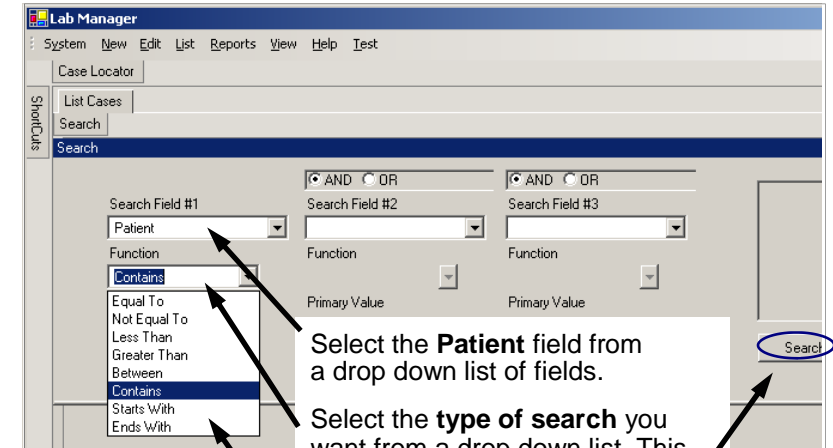 Lab Manager
System New Edit List Reports View Help Test
Case Locator
ShortCuts
List Cases
Search
Search
AND OR AND OR
Search Field #1 Search Field #2 Search Field #3
Patient
Function Function Function
Contains
Equal To
Not Equal To
Less Than
Greater Than
Between
Contains
Starts With
Ends With
Primary Value Primary Value
Search
Select the Patient field from
a drop down list of fields.
Select the type of search you
want from a drop down list. This